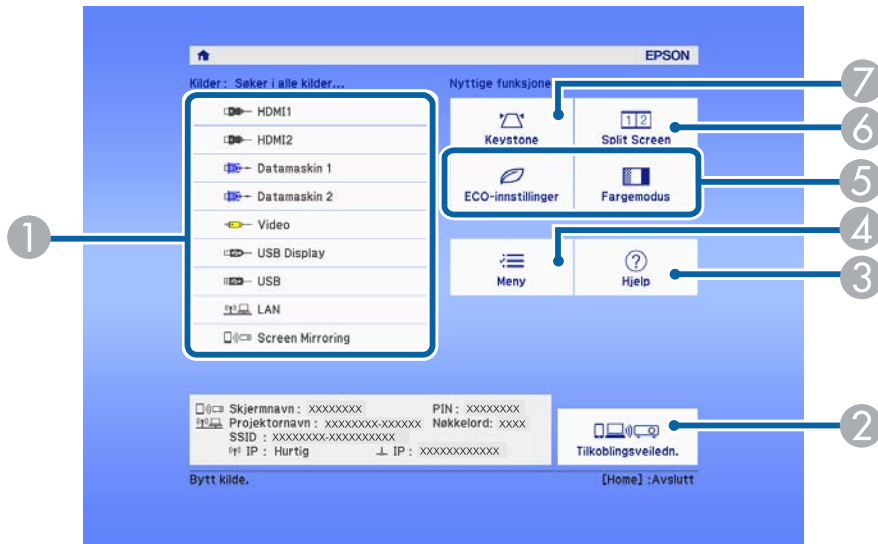 EPSON
Kilder : Søker i alle kilder...
Nyttige funksjone
HDMI1
HDMI2
Datamaskin 1
Datamaskin 2
Video
USB Display
USB
LAN
Screen Mirroring
1 2
Keystone
Split Screen
ECO-innstillinger
Fargemodus
Meny
?
Hjelp
Skjermnavn : XXXXXXXX
PIN : XXXXXXXX
Projektornavn : XXXXXXXX-XXXXXX
Nøkkelord: XXXX
SSID : XXXXXXXX-XXXXXXXXXX
IP : Hurtig
IP : XXXXXXXXXXXX
Tilkoblingsveiledn.
Bytt kilde.
[Home] :Avslutt
1
7
6
5
4
3
2